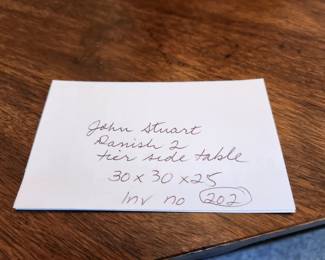 John Stuart
Danish 2
tier side table
30 x 30 x 25
Inv no 202